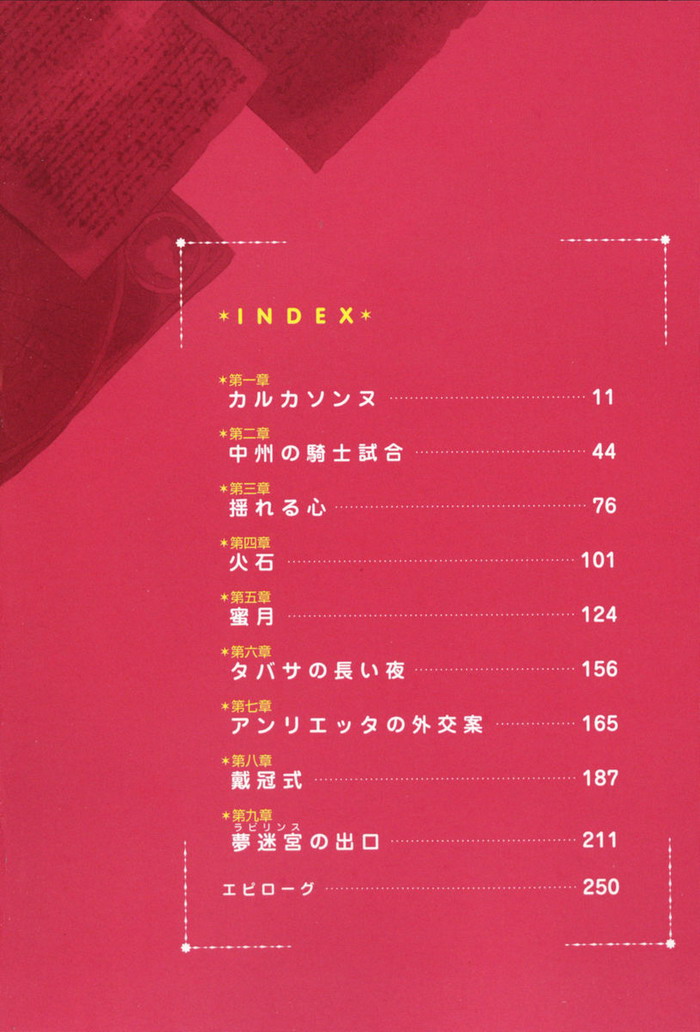 ✶INDEX✶
✶第一章
カルカソンヌ 11
✶第二章
中州の騎士試合 44
✶第三章
揺れる心 76
✶第四章
火石 101
✶第五章
蜜月 124
✶第六章
タバサの長い夜 156
✶第七章
アンリエッタの外交案 165
✶第八章
戴冠式 187
✶第九章
ラビリンス
夢迷宮の出口 211
エピローグ 250